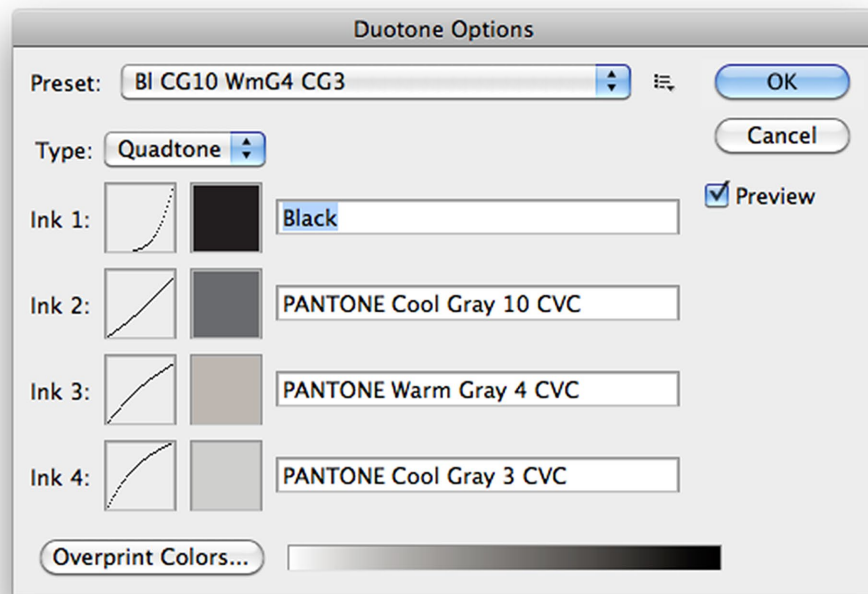 Duotone Options
Preset: Bl CG10 WmG4 CG3
OK
Type: Quadtone
Cancel
Preview
Ink 1: Black
Ink 2: PANTONE Cool Gray 10 CVC
Ink 3: PANTONE Warm Gray 4 CVC
Ink 4: PANTONE Cool Gray 3 CVC
Overprint Colors...